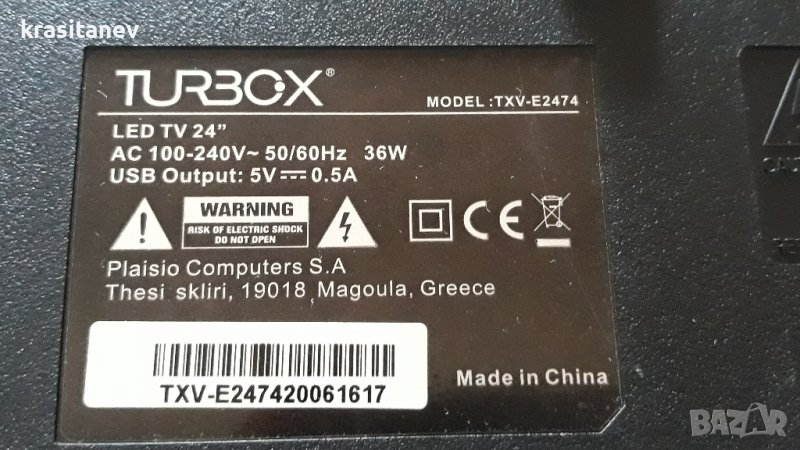 krasitanev
TURBOX®
MODEL :TXV-E2474
LED TV 24”
AC 100-240V~ 50/60Hz 36W
USB Output: 5V⎓0.5A
WARNING
RISK OF ELECTRIC SHOCK
DO NOT OPEN
CE
Plaisio Computers S.A
Thesi skliri, 19018 Magoula, Greece
TXV-E247420061617
Made in China
BAZAR